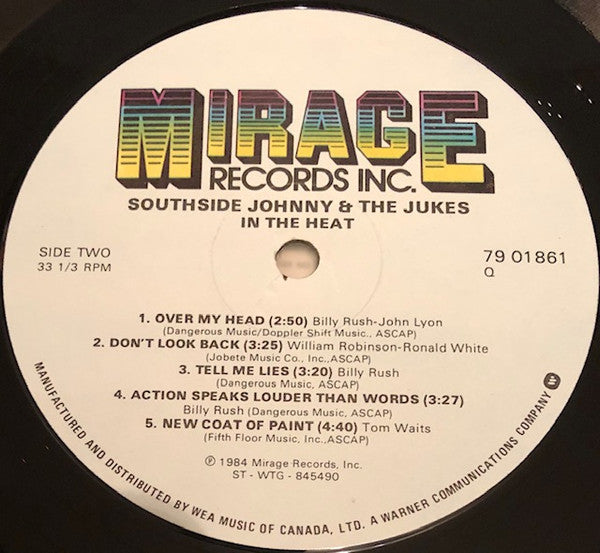 MIRAGE
RECORDS INC.
SOUTHSIDE JOHNNY & THE JUKES
IN THE HEAT
SIDE TWO
33 1/3 RPM
79 01861
Q
1. OVER MY HEAD (2:50) Billy Rush-John Lyon
(Dangerous Music/Doppler Shift Music., ASCAP)
2. DON'T LOOK BACK (3:25) William Robinson-Ronald White
(Jobete Music Co., Inc.,ASCAP)
3. TELL ME LIES (3:20) Billy Rush
(Dangerous Music, ASCAP)
4. ACTION SPEAKS LOUDER THAN WORDS (3:27)
Billy Rush (Dangerous Music, ASCAP)
5. NEW COAT OF PAINT (4:40) Tom Waits
(Fifth Floor Music, Inc.,ASCAP)
℗ 1984 Mirage Records, Inc.
ST - WTG - 845490
MANUFACTURED AND DISTRIBUTED BY WEA MUSIC OF CANADA, LTD. A WARNER COMMUNICATIONS COMPANY